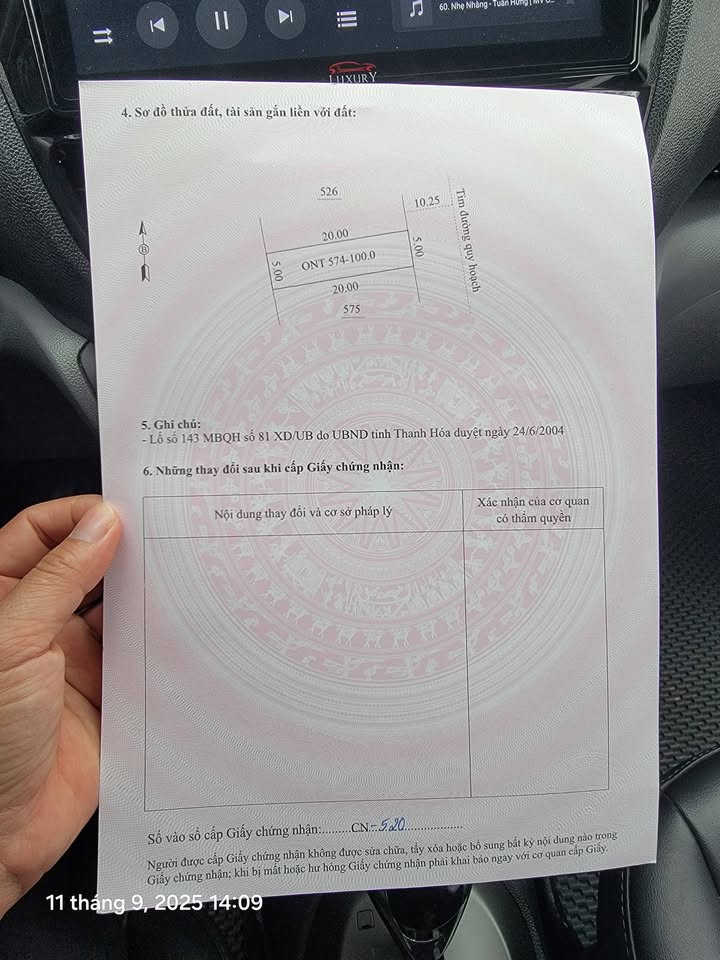 60. Nhẹ Nhàng - Tuấn Hưng | MV
LUXURY
4. Sơ đồ thửa đất, tài sản gắn liền với đất:
526
10.25
Tim đường quy hoạch
20.00
5.00
5.00
ONT 574-100.0
B
20.00
575
5. Ghi chú:
- Lô số 143 MBQH số 81 XD/UB do UBND tỉnh Thanh Hóa duyệt ngày 24/6/2004
6. Những thay đổi sau khi cấp Giấy chứng nhận:
Nội dung thay đổi và cơ sở pháp lý
Xác nhận của cơ quan
có thẩm quyền
Số vào sổ cấp Giấy chứng nhận:.........CN-520..................
Người được cấp Giấy chứng nhận không được sửa chữa, tẩy xóa hoặc bổ sung bất kỳ nội dung nào trong
Giấy chứng nhận; khi bị mất hoặc hư hỏng Giấy chứng nhận phải khai báo ngay với cơ quan cấp Giấy.
11 tháng 9, 2025 14:09